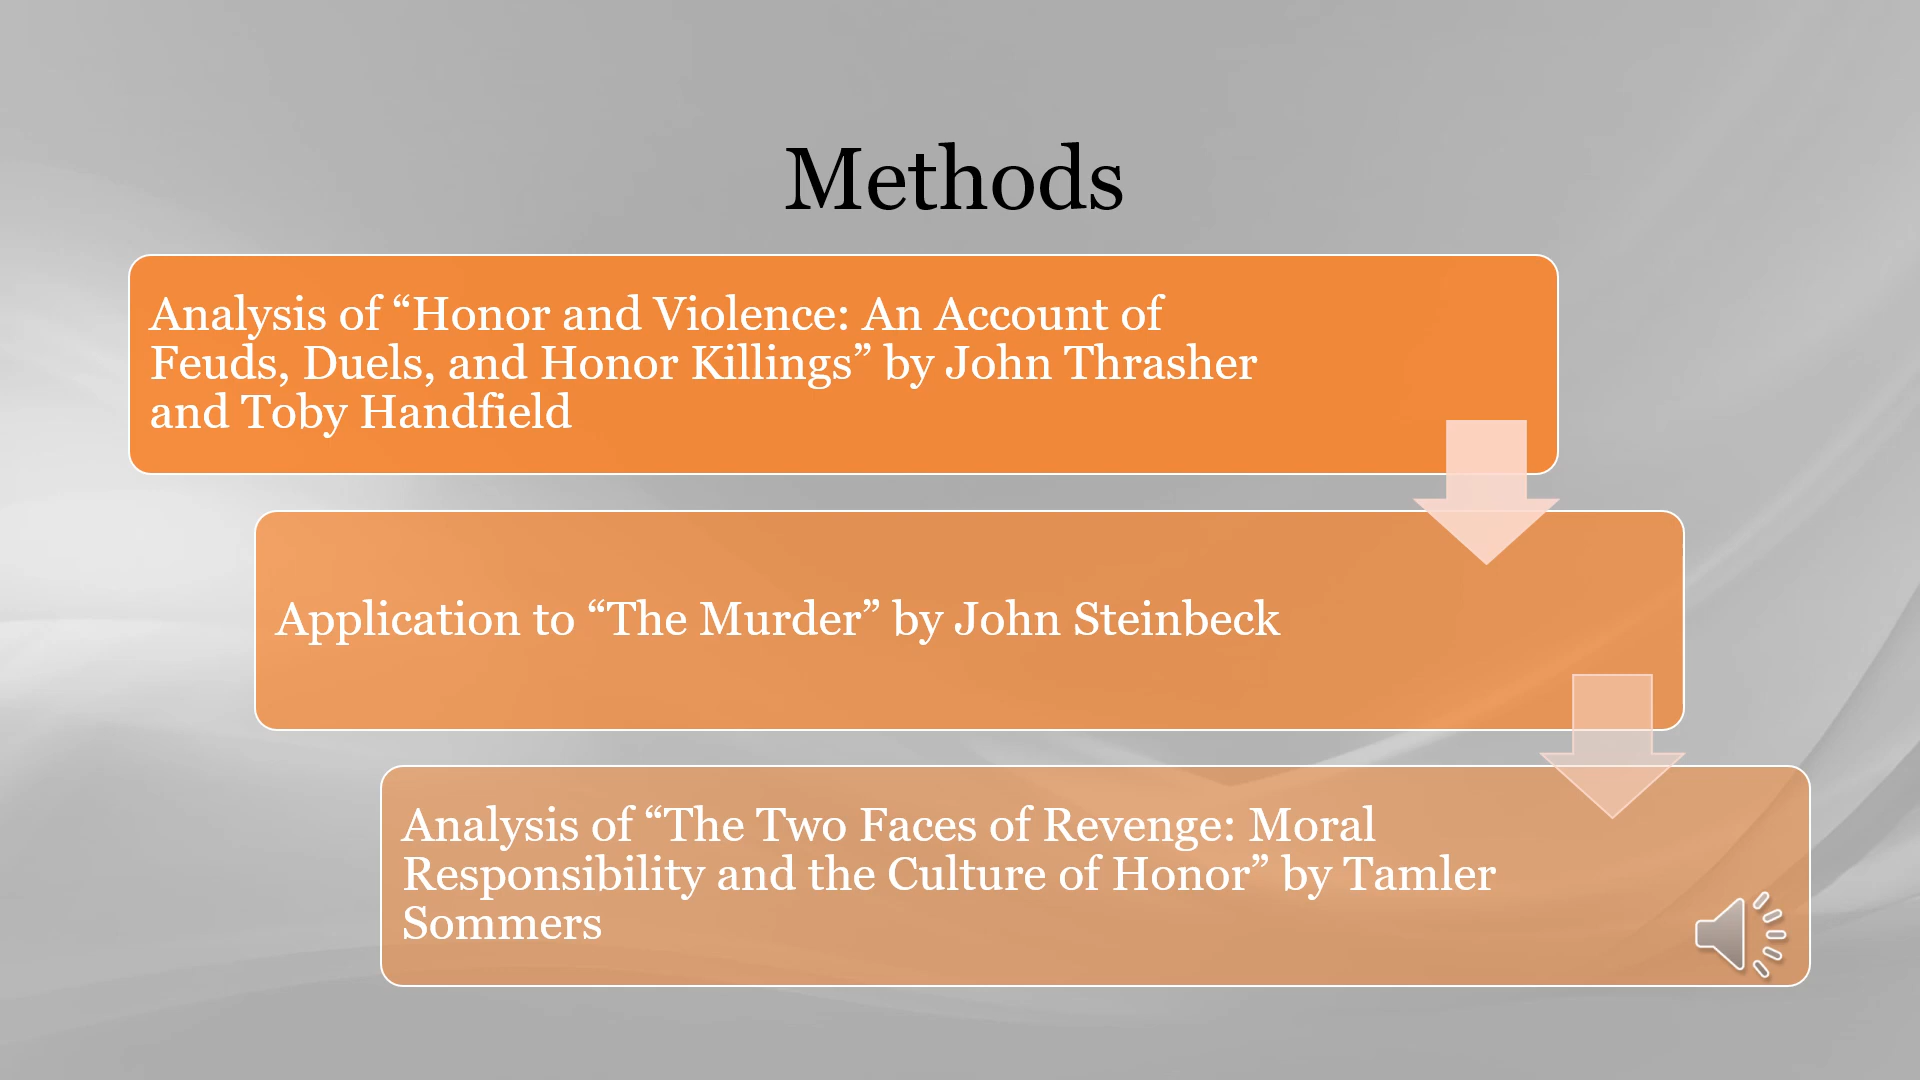 Methods
Analysis of “Honor and Violence: An Account of
Feuds, Duels, and Honor Killings” by John Thrasher
and Toby Handfield
Application to “The Murder” by John Steinbeck
Analysis of “The Two Faces of Revenge: Moral
Responsibility and the Culture of Honor” by Tamler
Sommers